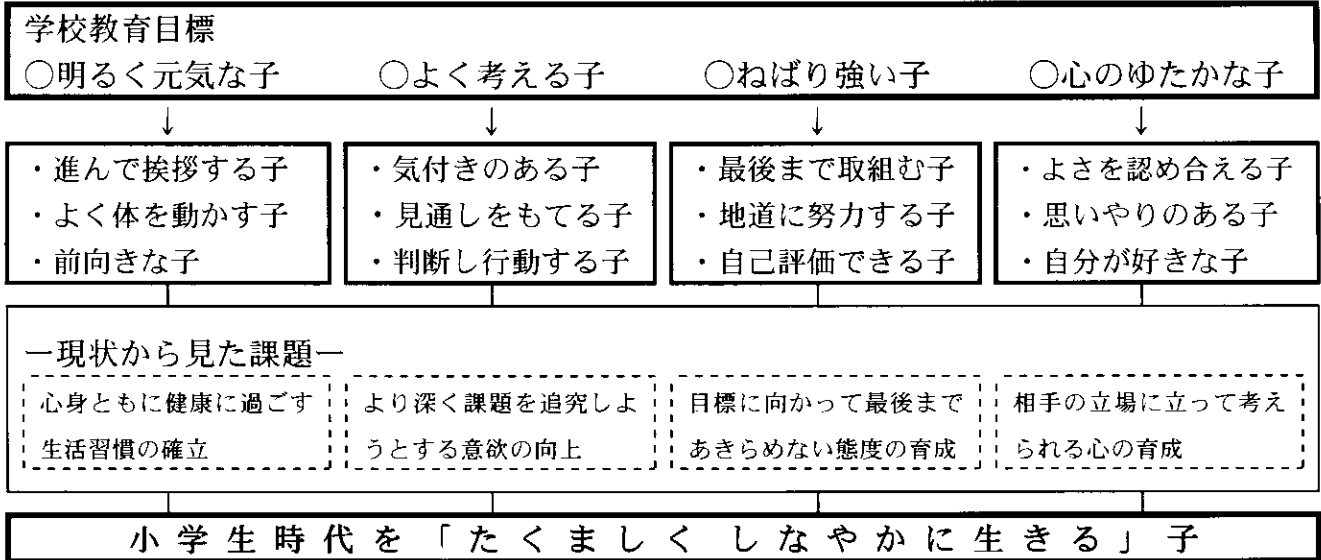 学校教育目標
○明るく元気な子 ○よく考える子 ○ねばり強い子 ○心のゆたかな子
↓ ↓ ↓ ↓
・進んで挨拶する子
・よく体を動かす子
・前向きな子
・気付きのある子
・見通しをもてる子
・判断し行動する子
・最後まで取組む子
・地道に努力する子
・自己評価できる子
・よさを認め合える子
・思いやりのある子
・自分が好きな子
ー現状から見た課題ー
心身ともに健康に過ごす
生活習慣の確立
より深く課題を追究しよ
うとする意欲の向上
目標に向かって最後まで
あきらめない態度の育成
相手の立場に立って考え
られる心の育成
小学生時代を「たくましく しなやかに生きる」子